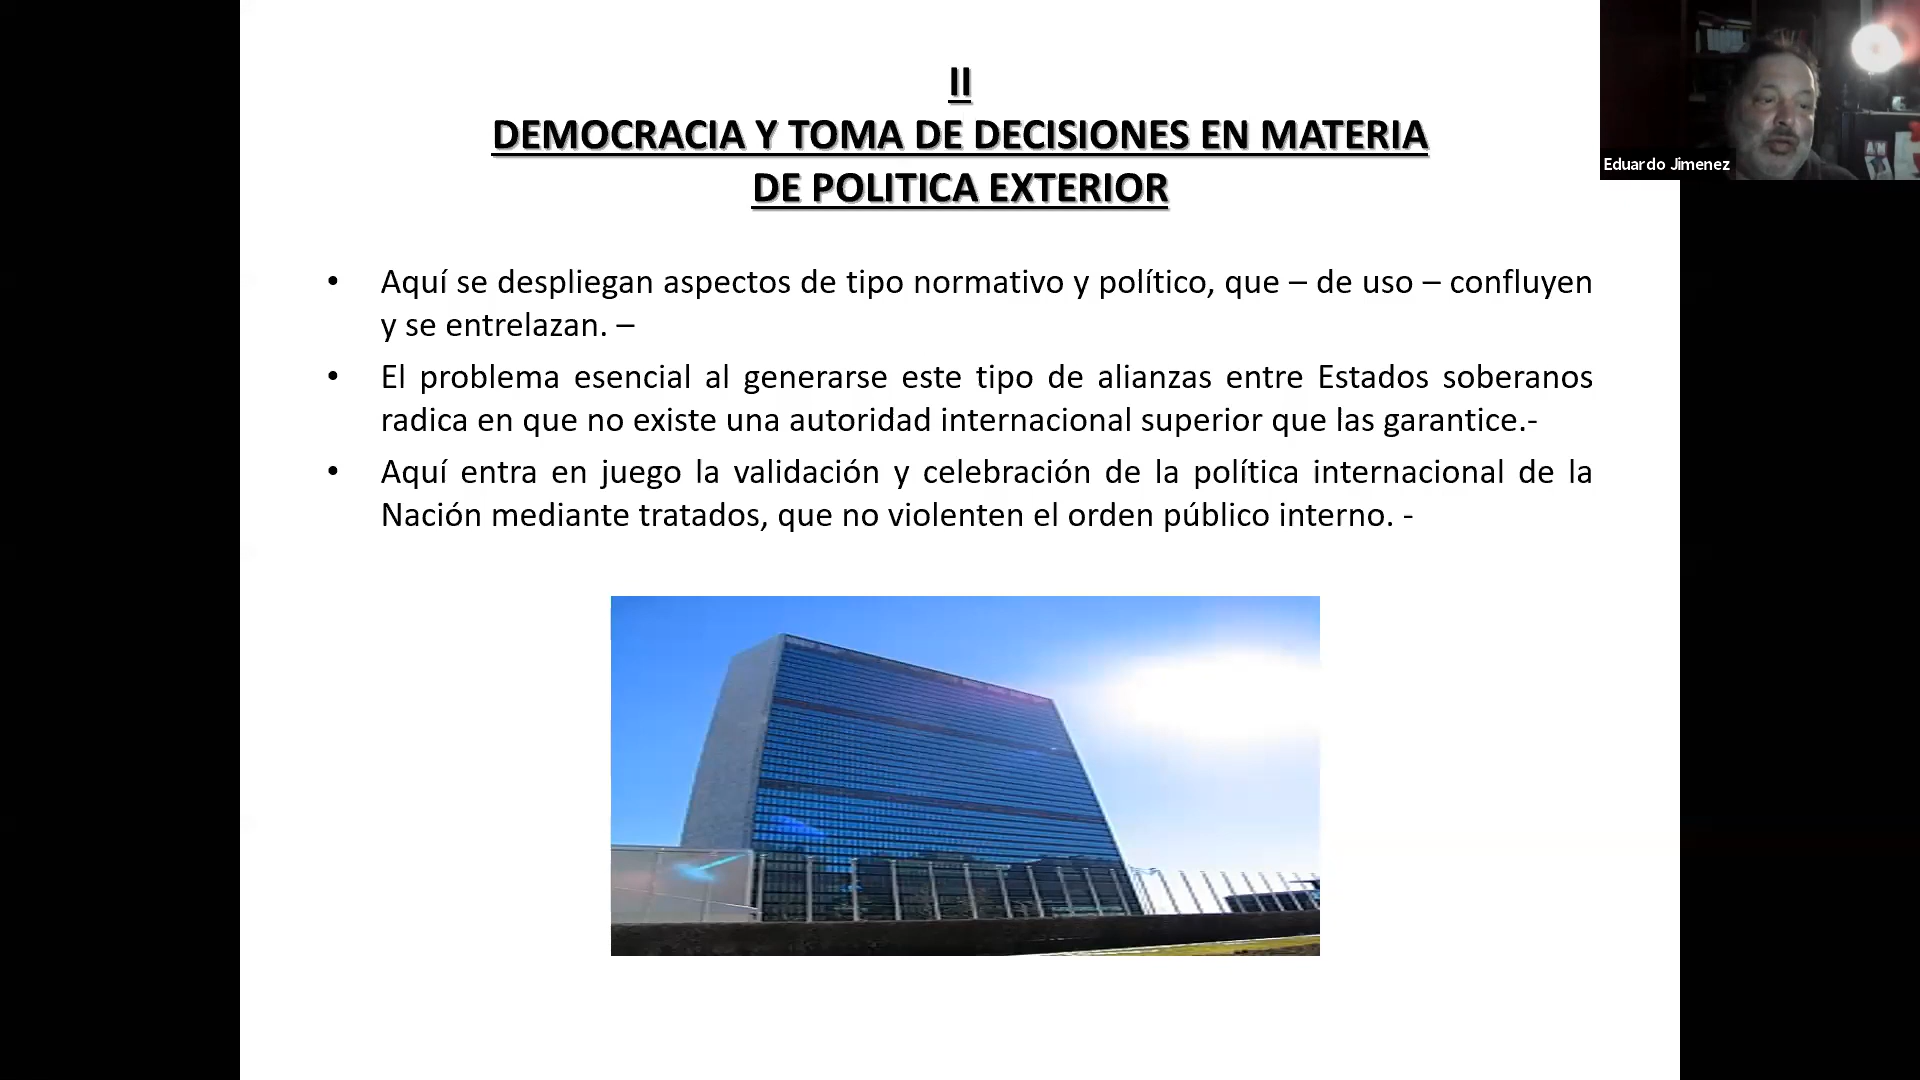 II
DEMOCRACIA Y TOMA DE DECISIONES EN MATERIA
DE POLITICA EXTERIOR
• Aquí se despliegan aspectos de tipo normativo y político, que – de uso – confluyen
y se entrelazan. –
• El problema esencial al generarse este tipo de alianzas entre Estados soberanos
radica en que no existe una autoridad internacional superior que las garantice.-
• Aquí entra en juego la validación y celebración de la política internacional de la
Nación mediante tratados, que no violenten el orden público interno. -
Eduardo Jimenez